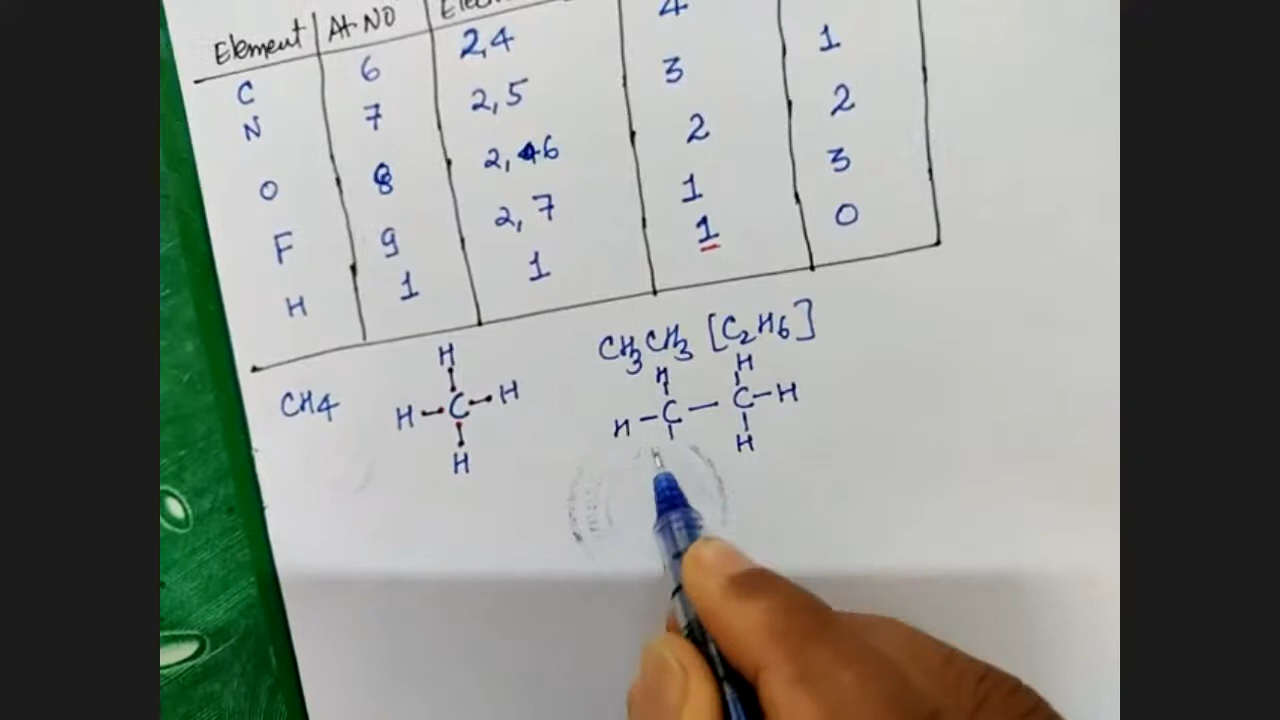 Element At-NO
C 6 2,4 4
N 7 2,5 3 1
O 8 2,6 2 2
F 9 2,7 1 3
H 1 1 1 0
CH3CH3 [C2H6]
CH4
H
H-C-H
H
H H
H-C-C-H
H